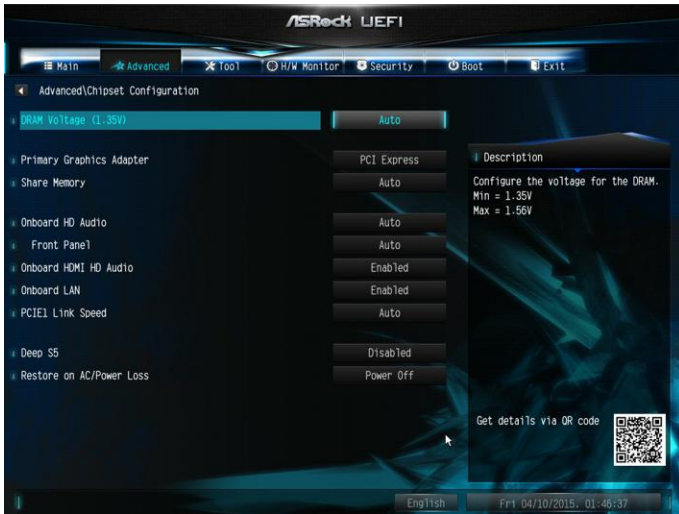 ASRock UEFI
Main Advanced Tool H/W Monitor Security Boot Exit
Advanced\Chipset Configuration
DRAM Voltage (1.35V) Auto
Primary Graphics Adapter PCI Express
Share Memory Auto
Onboard HD Audio Auto
Front Panel Auto
Onboard HDMI HD Audio Enabled
Onboard LAN Enabled
PCIE1 Link Speed Auto
Deep S5 Disabled
Restore on AC/Power Loss Power Off
Description
Configure the voltage for the DRAM.
Min = 1.35V
Max = 1.56V
Get details via QR code
English Fri 04/10/2015. 01:46:37